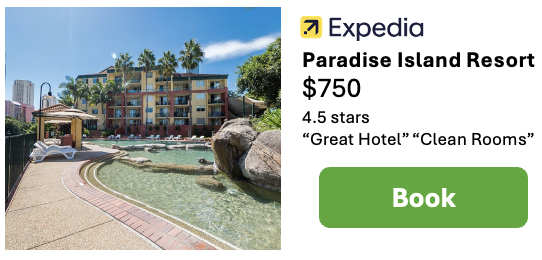 Expedia
Paradise Island Resort
$750
4.5 stars
“Great Hotel” “Clean Rooms”
Book